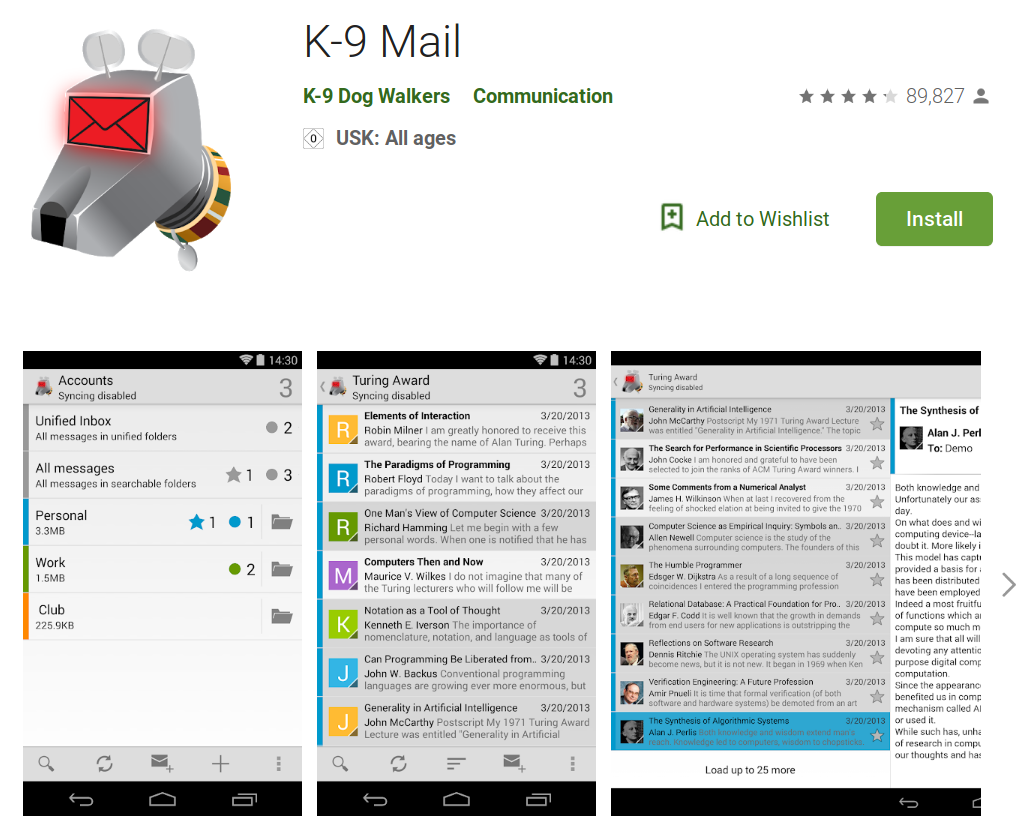 K-9 Mail
K-9 Dog Walkers Communication
89,827
0 USK: All ages
Add to Wishlist
Install
14:30
Accounts
Syncing disabled
3
Unified Inbox
All messages in unified folders
2
All messages
All messages in searchable folders
1 3
Personal
3.3MB
1 1
Work
1.5MB
2
Club
225.9KB
14:30
Turing Award
Syncing disabled
3
R
Elements of Interaction 3/20/2013
Robin Milner I am greatly honored to receive this
award, bearing the name of Alan Turing. Perhaps
R
The Paradigms of Programming 3/20/2013
Robert Floyd Today I want to talk about the
paradigms of programming, how they affect our
R
One Man's View of Computer Science 3/20/2013
Richard Hamming Let me begin with a few
personal words. When one is notified that he has
M
Computers Then and Now 3/20/2013
Maurice V. Wilkes I do not imagine that many of
the Turing lecturers who will follow me will be
K
Notation as a Tool of Thought 3/20/2013
Kenneth E. Iverson The importance of
nomenclature, notation, and language as tools of
J
Can Programming Be Liberated from.. 3/20/2013
John W. Backus Conventional programming
languages are growing ever more enormous, but
J
Generality in Artificial Intelligence 3/20/2013
John McCarthy Postscript My 1971 Turing Award
Lecture was entitled "Generality in Artificial
Turing Award
Syncing disabled
Generality in Artificial Intelligence 3/20/2013
John McCarthy Postscript My 1971 Turing Award Lecture
was entitled "Generality in Artificial Intelligence." The topic
The Search for Performance in Scientific Processors 3/20/2013
John Cocke I am honored and grateful to have been
selected to join the ranks of ACM Turing Award winners. I
Some Comments from a Numerical Analyst 3/20/2013
James H. Wilkinson When at last I recovered from the
feeling of shocked elation at being invited to give the 1970
Computer Science as Empirical Inquiry: Symbols an.. 3/20/2013
Allen Newell Computer science is the study of the
phenomena surrounding computers. The founders of this
The Humble Programmer 3/20/2013
Edsger W. Dijkstra As a result of a long sequence of
coincidences I entered the programming profession
Relational Database: A Practical Foundation for Pro.. 3/20/2013
Edgar F. Codd It is well known that the growth in demands
from end users for new applications is outstripping the
Reflections on Software Research 3/20/2013
Dennis Ritchie The UNIX operating system has suddenly
become news, but it is not new. It began in 1969 when Ken
Verification Engineering: A Future Profession 3/20/2013
Amir Pnueli It is time that formal verification (of both
software and hardware systems) be demoted from an art
The Synthesis of Algorithmic Systems 3/20/2013
Alan J. Perlis Both knowledge and wisdom extend man's
reach. Knowledge led to computers, wisdom to chopsticks.
Load up to 25 more
The Synthesis of
Alan J. Perl
To: Demo
Both knowledge and
Unfortunately our as
day.
On what does and wi
computing device–la
doubt it. More likely i
This model has capt
provided a basis for
has been distributed
have been employed
Indeed a most fruitfu
of functions which a
compute so much m
I am sure that all will
devoting any attenti
purpose digital comp
computation.
Since the appearanc
benefited us in comp
mechanism called Al
or used it.
While such has, unha
of research in compu
our thoughts and has